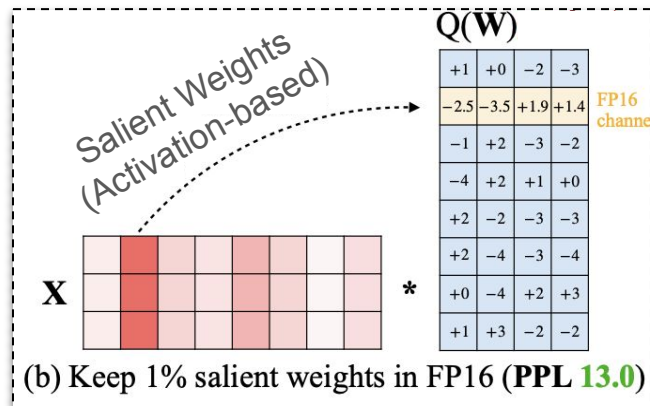 Q(W)
Salient Weights
(Activation-based)
+1 +0 −2 −3
−2.5 −3.5 +1.9 +1.4
FP16
channel
−1 +2 −3 −2
−4 +2 +1 +0
+2 −2 −3 −3
+2 −4 −3 −4
+0 −4 +2 +3
+1 +3 −2 −2
X
*
(b) Keep 1% salient weights in FP16 (PPL 13.0)